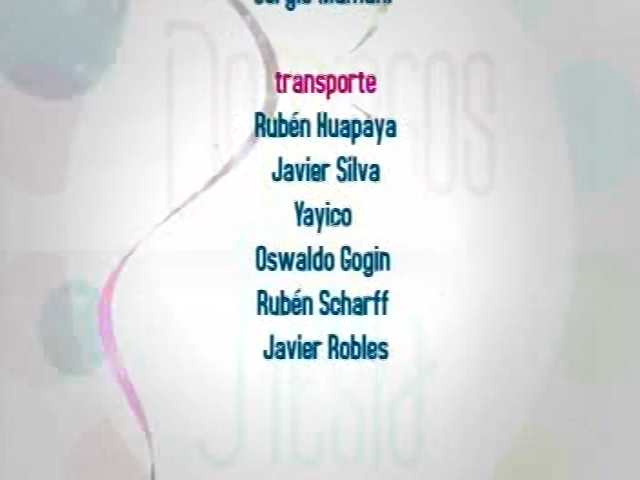 transporte
Rubén Huapaya
Javier Silva
Yayico
Oswaldo Gogin
Rubén Scharff
Javier Robles